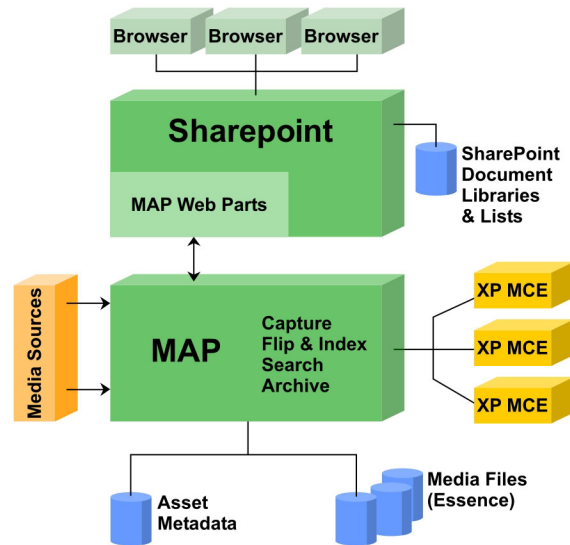 Browser
Browser
Browser
Sharepoint
MAP Web Parts
SharePoint
Document
Libraries
& Lists
Media Sources
MAP
Capture
Flip & Index
Search
Archive
XP MCE
XP MCE
XP MCE
Asset
Metadata
Media Files
(Essence)